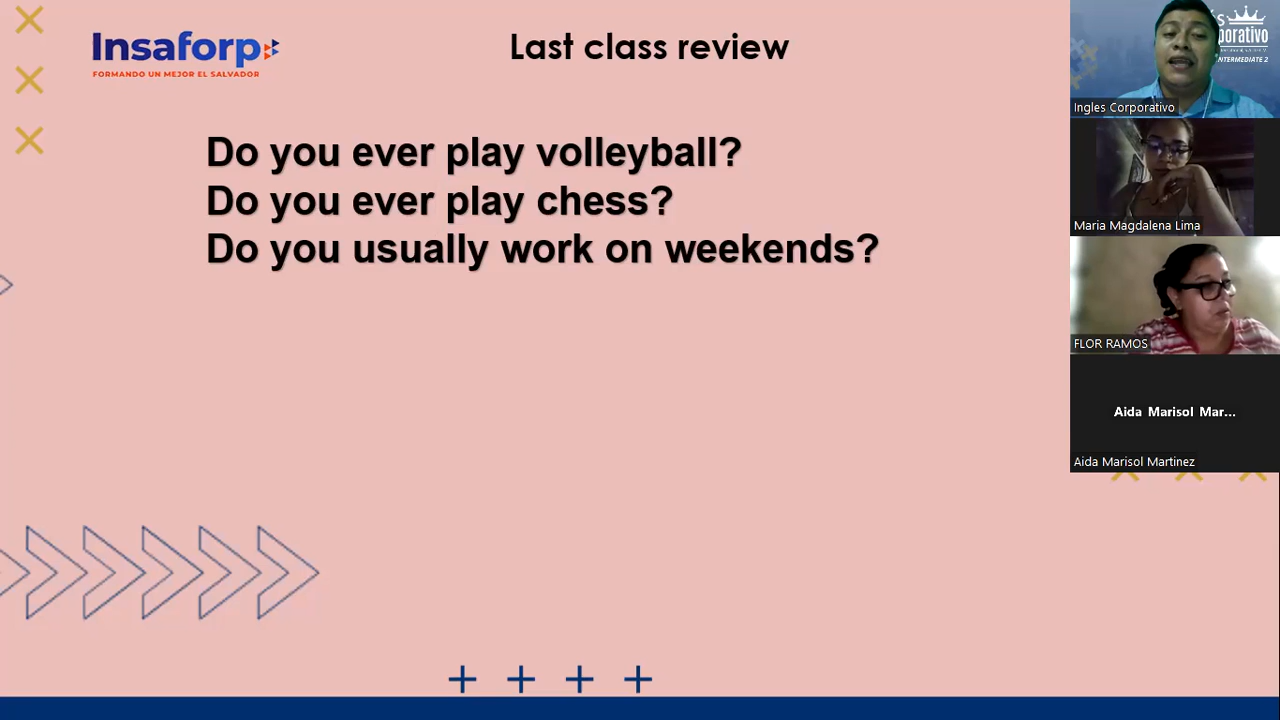 Insaforp
FORMANDO UN MEJOR EL SALVADOR
Last class review
Do you ever play volleyball?
Do you ever play chess?
Do you usually work on weekends?
NTERMEDIATE 2
Ingles Corporativo
Maria Magdalena Lima
FLOR RAMOS
Aida Marisol Mar...
Aida Marisol Martinez